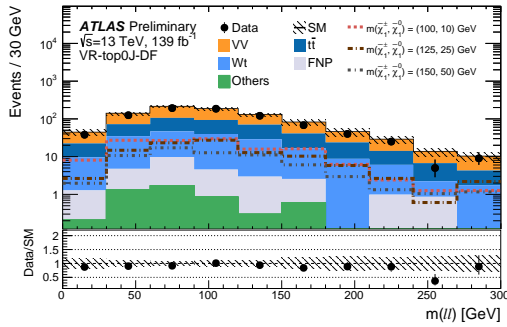 ATLAS Preliminary
√s=13 TeV, 139 fb⁻¹
VR-top0J-DF
Data
SM
VV
tt̄
Wt
FNP
Others
m(χ̃₁±, χ̃₁⁰) = (100, 10) GeV
m(χ̃₁±, χ̃₁⁰) = (125, 25) GeV
m(χ̃₁±, χ̃₁⁰) = (150, 50) GeV
Events / 30 GeV
10⁴
10³
10²
10
1
Data/SM
2
1.5
1
0.5
0 50 100 150 200 250 300
m(ll) [GeV]